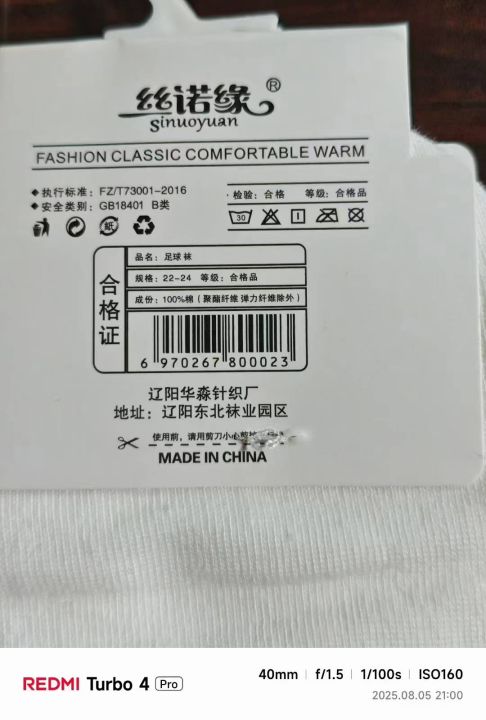 丝诺缘®
sinuoyuan
FASHION CLASSIC COMFORTABLE WARM
◆执行标准：FZ/T73001-2016
◆安全类别：GB18401 B类
·检验：合格 等级：合格品
30
纸
合格证
品名：足球袜
规格：22-24 等级：合格品
成份：100%棉（聚酯纤维 弹力纤维除外）
6 970267 800023
辽阳华淼针织厂
地址：辽阳东北袜业园区
使用前，请用剪刀小心剪
MADE IN CHINA
REDMI Turbo 4 Pro
40mm | f/1.5 | 1/100s | ISO160
2025.08.05 21:00